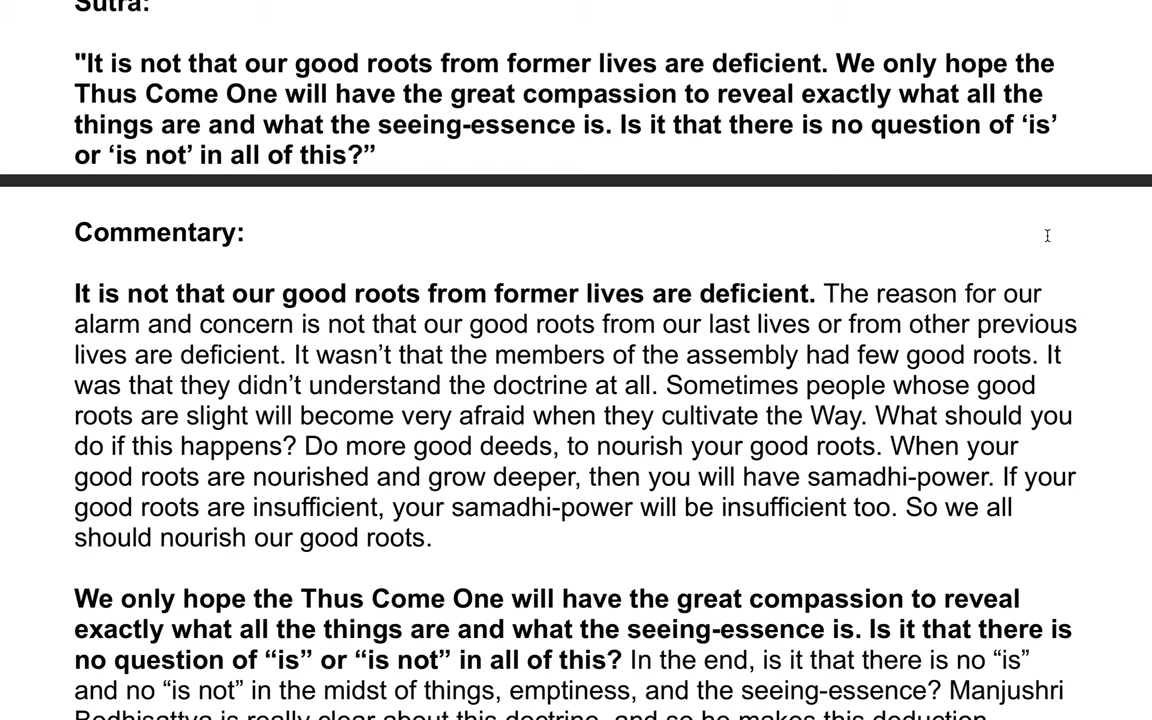 Sutra:
"It is not that our good roots from former lives are deficient. We only hope the
Thus Come One will have the great compassion to reveal exactly what all the
things are and what the seeing-essence is. Is it that there is no question of ‘is’
or ‘is not’ in all of this?”
Commentary:
It is not that our good roots from former lives are deficient. The reason for our
alarm and concern is not that our good roots from our last lives or from other previous
lives are deficient. It wasn’t that the members of the assembly had few good roots. It
was that they didn’t understand the doctrine at all. Sometimes people whose good
roots are slight will become very afraid when they cultivate the Way. What should you
do if this happens? Do more good deeds, to nourish your good roots. When your
good roots are nourished and grow deeper, then you will have samadhi-power. If your
good roots are insufficient, your samadhi-power will be insufficient too. So we all
should nourish our good roots.
We only hope the Thus Come One will have the great compassion to reveal
exactly what all the things are and what the seeing-essence is. Is it that there is
no question of “is” or “is not” in all of this? In the end, is it that there is no “is”
and no “is not” in the midst of things, emptiness, and the seeing-essence? Manjushri
Bodhisattva is really clear about this doctrine, and so he makes this deduction